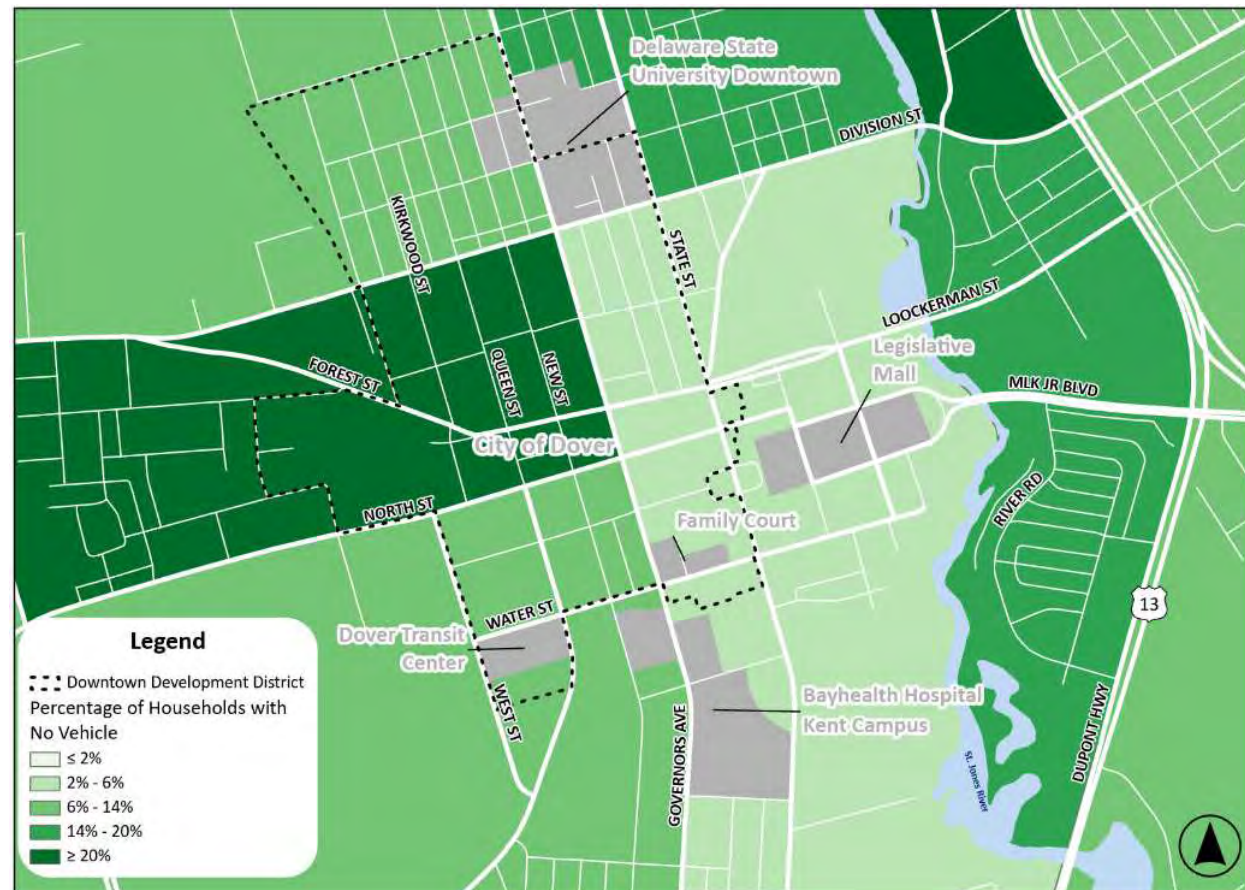 Delaware State
University Downtown
DIVISION ST
KIRKWOOD ST
STATE ST
LOOCKERMAN ST
Legislative
Mall
FOREST ST
QUEEN ST
NEW ST
MLK JR BLVD
City of Dover
NORTH ST
RIVER RD
Family Court
13
WATER ST
Dover Transit
Center
WEST ST
Bayhealth Hospital
Kent Campus
GOVERNORS AVE
DUPONT HWY
St. Jones River
Legend
Downtown Development District
Percentage of Households with
No Vehicle
≤ 2%
2% - 6%
6% - 14%
14% - 20%
≥ 20%